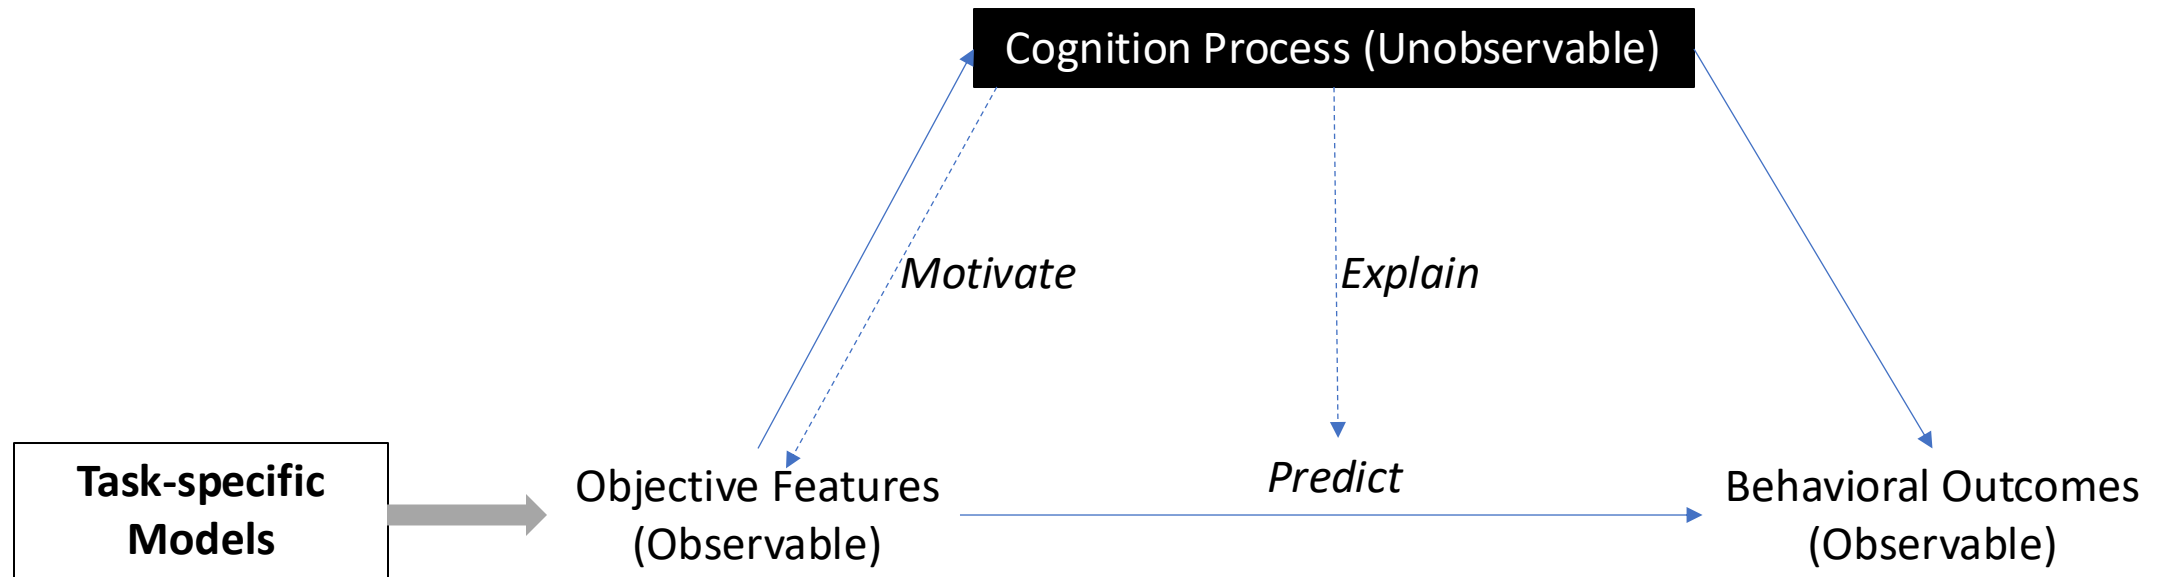 Cognition Process (Unobservable)
Motivate
Explain
Task-specific
Models
Objective Features
(Observable)
Predict
Behavioral Outcomes
(Observable)